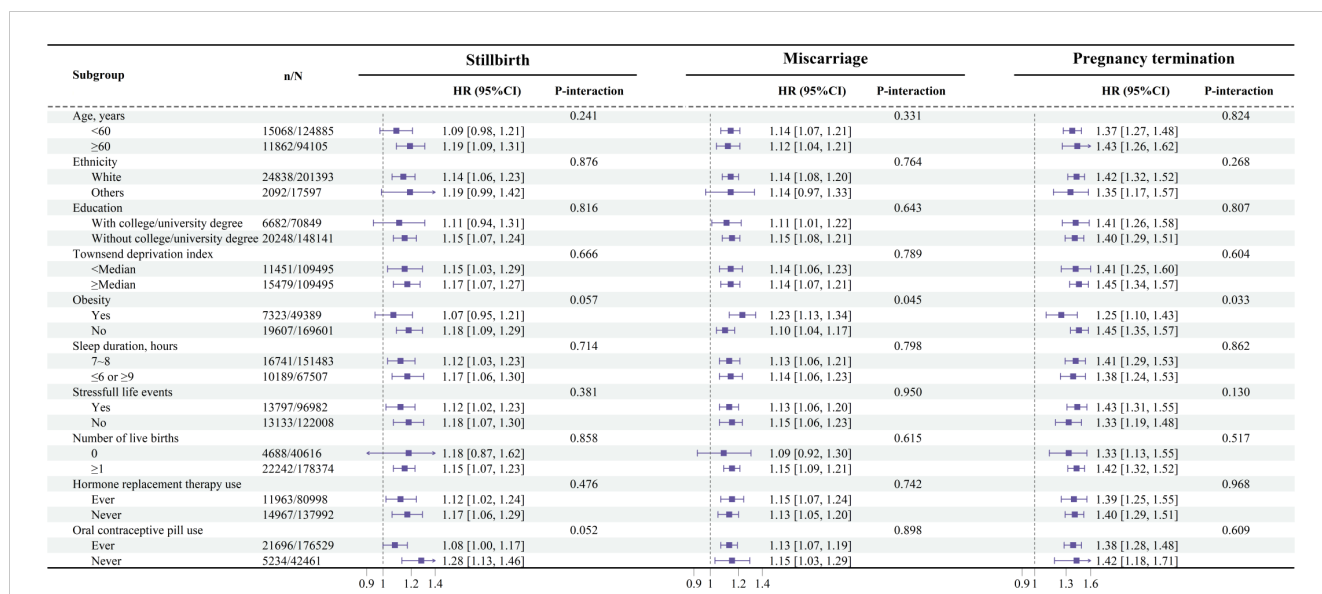 Stillbirth Miscarriage Pregnancy termination
Subgroup n/N
HR (95%CI) P-interaction HR (95%CI) P-interaction HR (95%CI) P-interaction
Age, years 0.241 0.331 0.824
<60 15068/124885 1.09 [0.98, 1.21] 1.14 [1.07, 1.21] 1.37 [1.27, 1.48]
≥60 11862/94105 1.19 [1.09, 1.31] 1.12 [1.04, 1.21] 1.43 [1.26, 1.62]
Ethnicity 0.876 0.764 0.268
White 24838/201393 1.14 [1.06, 1.23] 1.14 [1.08, 1.20] 1.42 [1.32, 1.52]
Others 2092/17597 1.19 [0.99, 1.42] 1.14 [0.97, 1.33] 1.35 [1.17, 1.57]
Education 0.816 0.643 0.807
With college/university degree 6682/70849 1.11 [0.94, 1.31] 1.11 [1.01, 1.22] 1.41 [1.26, 1.58]
Without college/university degree 20248/148141 1.15 [1.07, 1.24] 1.15 [1.08, 1.21] 1.40 [1.29, 1.51]
Townsend deprivation index 0.666 0.789 0.604
<Median 11451/109495 1.15 [1.03, 1.29] 1.14 [1.06, 1.23] 1.41 [1.25, 1.60]
≥Median 15479/109495 1.17 [1.07, 1.27] 1.14 [1.07, 1.21] 1.45 [1.34, 1.57]
Obesity 0.057 0.045 0.033
Yes 7323/49389 1.07 [0.95, 1.21] 1.23 [1.13, 1.34] 1.25 [1.10, 1.43]
No 19607/169601 1.18 [1.09, 1.29] 1.10 [1.04, 1.17] 1.45 [1.35, 1.57]
Sleep duration, hours 0.714 0.798 0.862
7~8 16741/151483 1.12 [1.03, 1.23] 1.13 [1.06, 1.21] 1.41 [1.29, 1.53]
≤6 or ≥9 10189/67507 1.17 [1.06, 1.30] 1.14 [1.06, 1.23] 1.38 [1.24, 1.53]
Stressfull life events 0.381 0.950 0.130
Yes 13797/96982 1.12 [1.02, 1.23] 1.13 [1.06, 1.20] 1.43 [1.31, 1.55]
No 13133/122008 1.18 [1.07, 1.30] 1.15 [1.06, 1.23] 1.33 [1.19, 1.48]
Number of live births 0.858 0.615 0.517
0 4688/40616 1.18 [0.87, 1.62] 1.09 [0.92, 1.30] 1.33 [1.13, 1.55]
≥1 22242/178374 1.15 [1.07, 1.23] 1.15 [1.09, 1.21] 1.42 [1.32, 1.52]
Hormone replacement therapy use 0.476 0.742 0.968
Ever 11963/80998 1.12 [1.02, 1.24] 1.15 [1.07, 1.24] 1.39 [1.25, 1.55]
Never 14967/137992 1.17 [1.06, 1.29] 1.13 [1.05, 1.20] 1.40 [1.29, 1.51]
Oral contraceptive pill use 0.052 0.898 0.609
Ever 21696/176529 1.08 [1.00, 1.17] 1.13 [1.07, 1.19] 1.38 [1.28, 1.48]
Never 5234/42461 1.28 [1.13, 1.46] 1.15 [1.03, 1.29] 1.42 [1.18, 1.71]
0.9 1 1.2 1.4 0.9 1 1.2 1.4 0.9 1 1.3 1.6